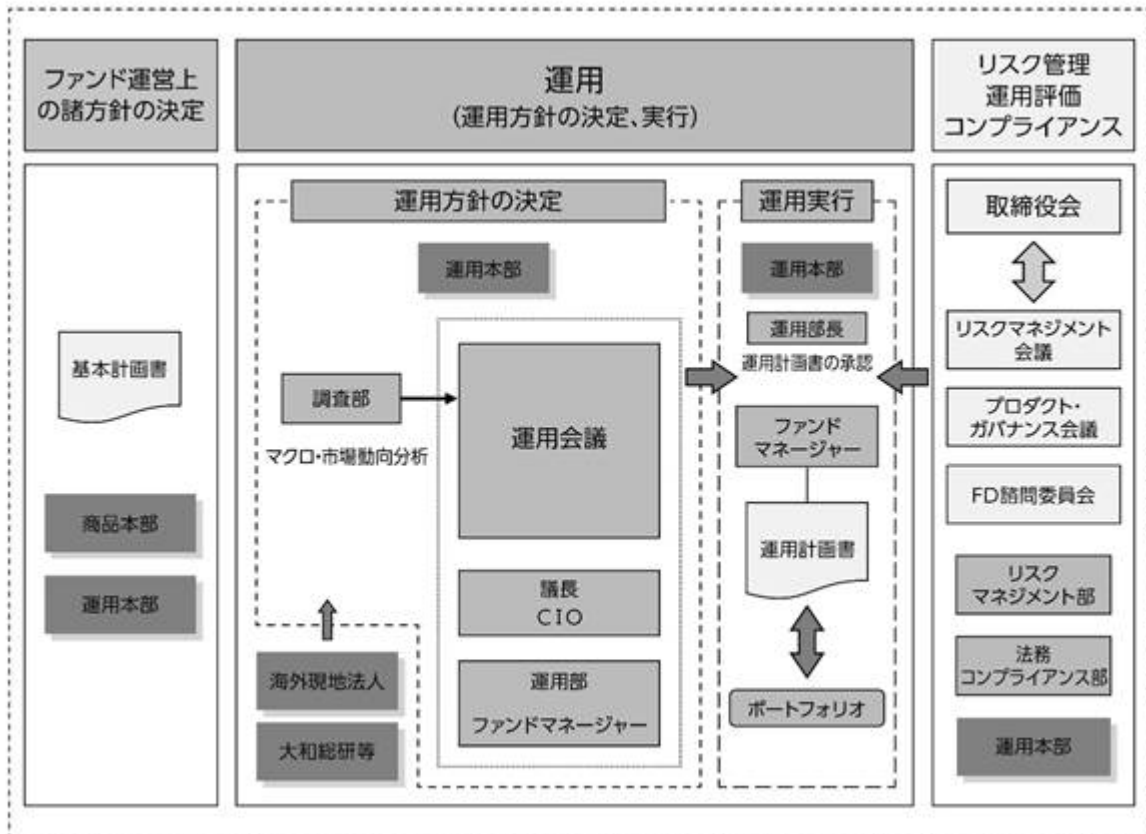 ファンド運営上
の諸方針の決定
運用
(運用方針の決定、実行)
リスク管理
運用評価
コンプライアンス
基本計画書
商品本部
運用本部
運用方針の決定
運用本部
調査部
マクロ・市場動向分析
運用会議
議長
CIO
運用部
ファンドマネージャー
海外現地法人
大和総研等
運用実行
運用本部
運用部長
運用計画書の承認
ファンド
マネージャー
運用計画書
ポートフォリオ
取締役会
リスクマネジメント
会議
プロダクト・
ガバナンス会議
FD諮問委員会
リスク
マネジメント部
法務
コンプライアンス部
運用本部